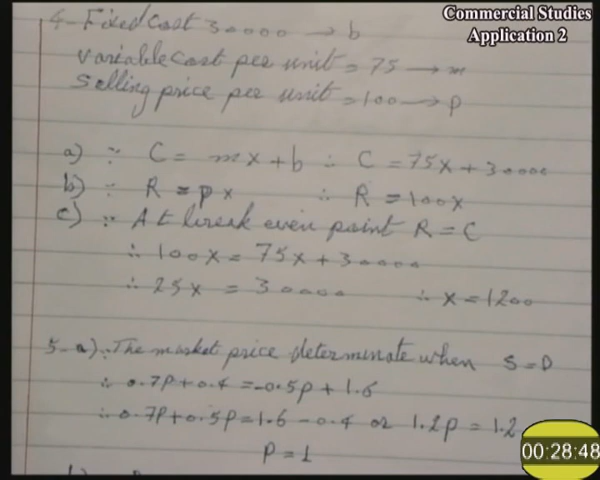 Commercial Studies
Application 2
4- Fixed cost 30000 → b
variable cost per unit = 75 → m
Selling price per unit = 100 → p
a) ∵ C = mx + b ∴ C = 75x + 30000
b) ∵ R = px ∴ R = 100x
c) ∵ At break even point R = C
∴ 100x = 75x + 30000
∴ 25x = 30000 ∴ x = 1200
5- a) ∵ The market price determinate when S = D
∴ 0.7P + 0.4 = -0.5P + 1.6
∴ 0.7P + 0.5P = 1.6 - 0.4 or 1.2P = 1.2
P = 1
00:28:48